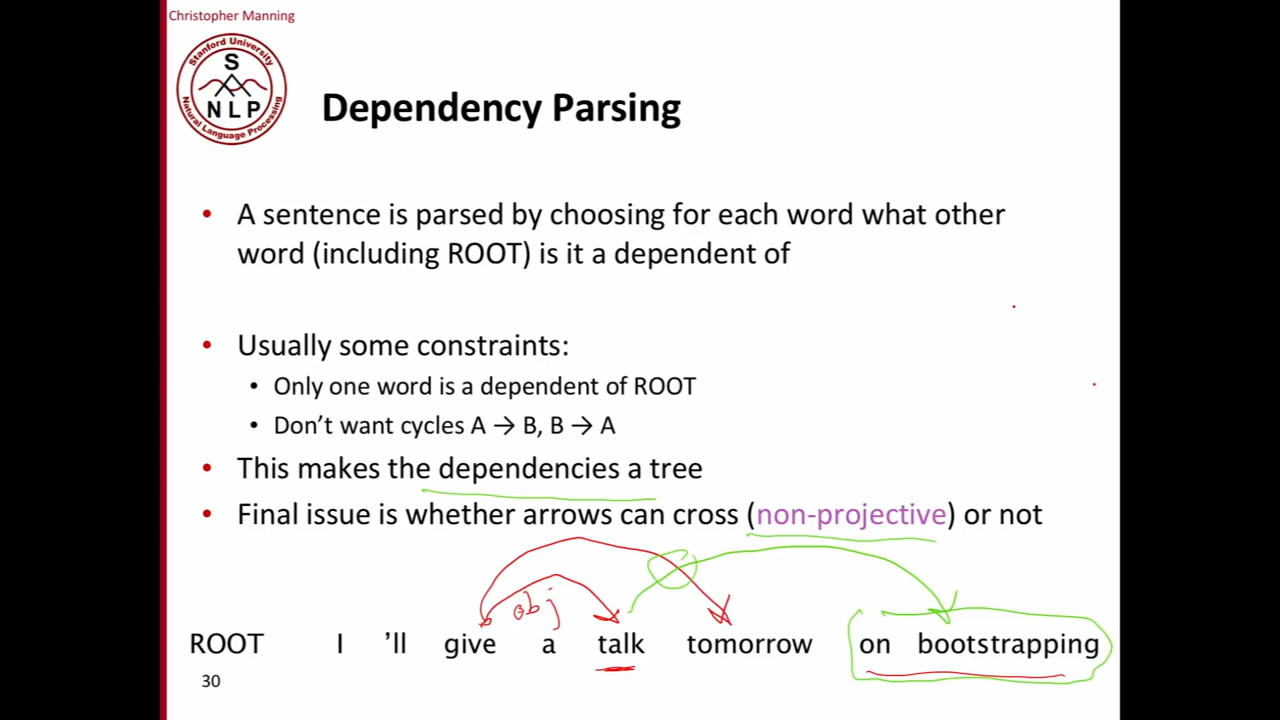 Christopher Manning
Stanford University
S
NLP
Natural Language Processing
Dependency Parsing
• A sentence is parsed by choosing for each word what other
word (including ROOT) is it a dependent of
• Usually some constraints:
• Only one word is a dependent of ROOT
• Don’t want cycles A → B, B → A
• This makes the dependencies a tree
• Final issue is whether arrows can cross (non-projective) or not
obj
ROOT I ’ll give a talk tomorrow on bootstrapping
30